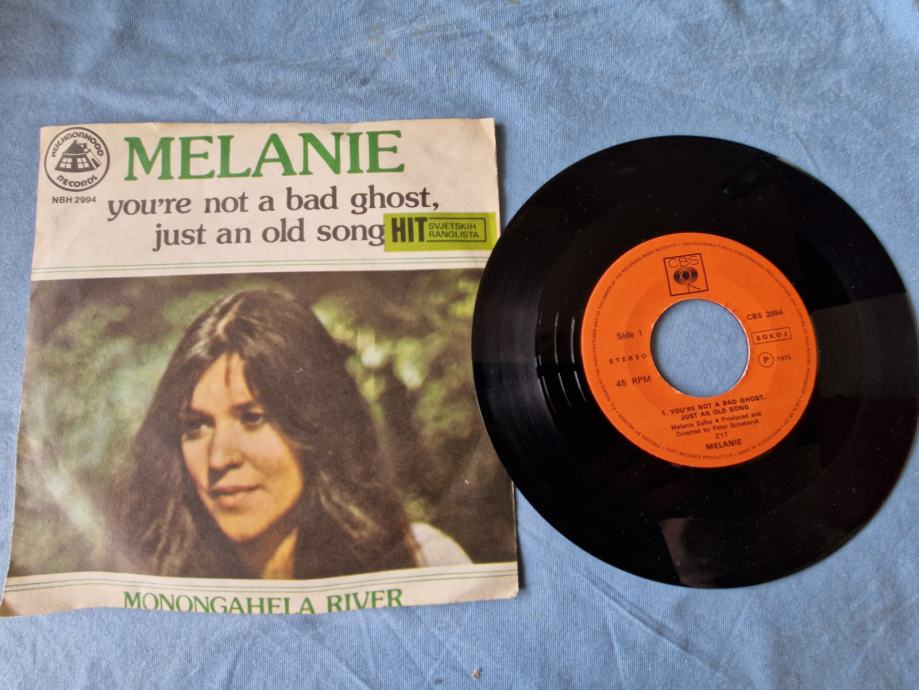 NEIGHBORHOOD
RECORDS
NBH 2994
MELANIE
you're not a bad ghost,
just an old song
HIT SVJETSKIH
RANGLISTA
MONONGAHELA RIVER
CBS
Side 1
CBS 2994
STEREO
SOKOJ
45 RPM
P 1975
1. YOU'RE NOT A BAD GHOST,
JUST AN OLD SONG
Melanie Safka • Produced and
Directed by Peter Schekeryk
2'17
MELANIE